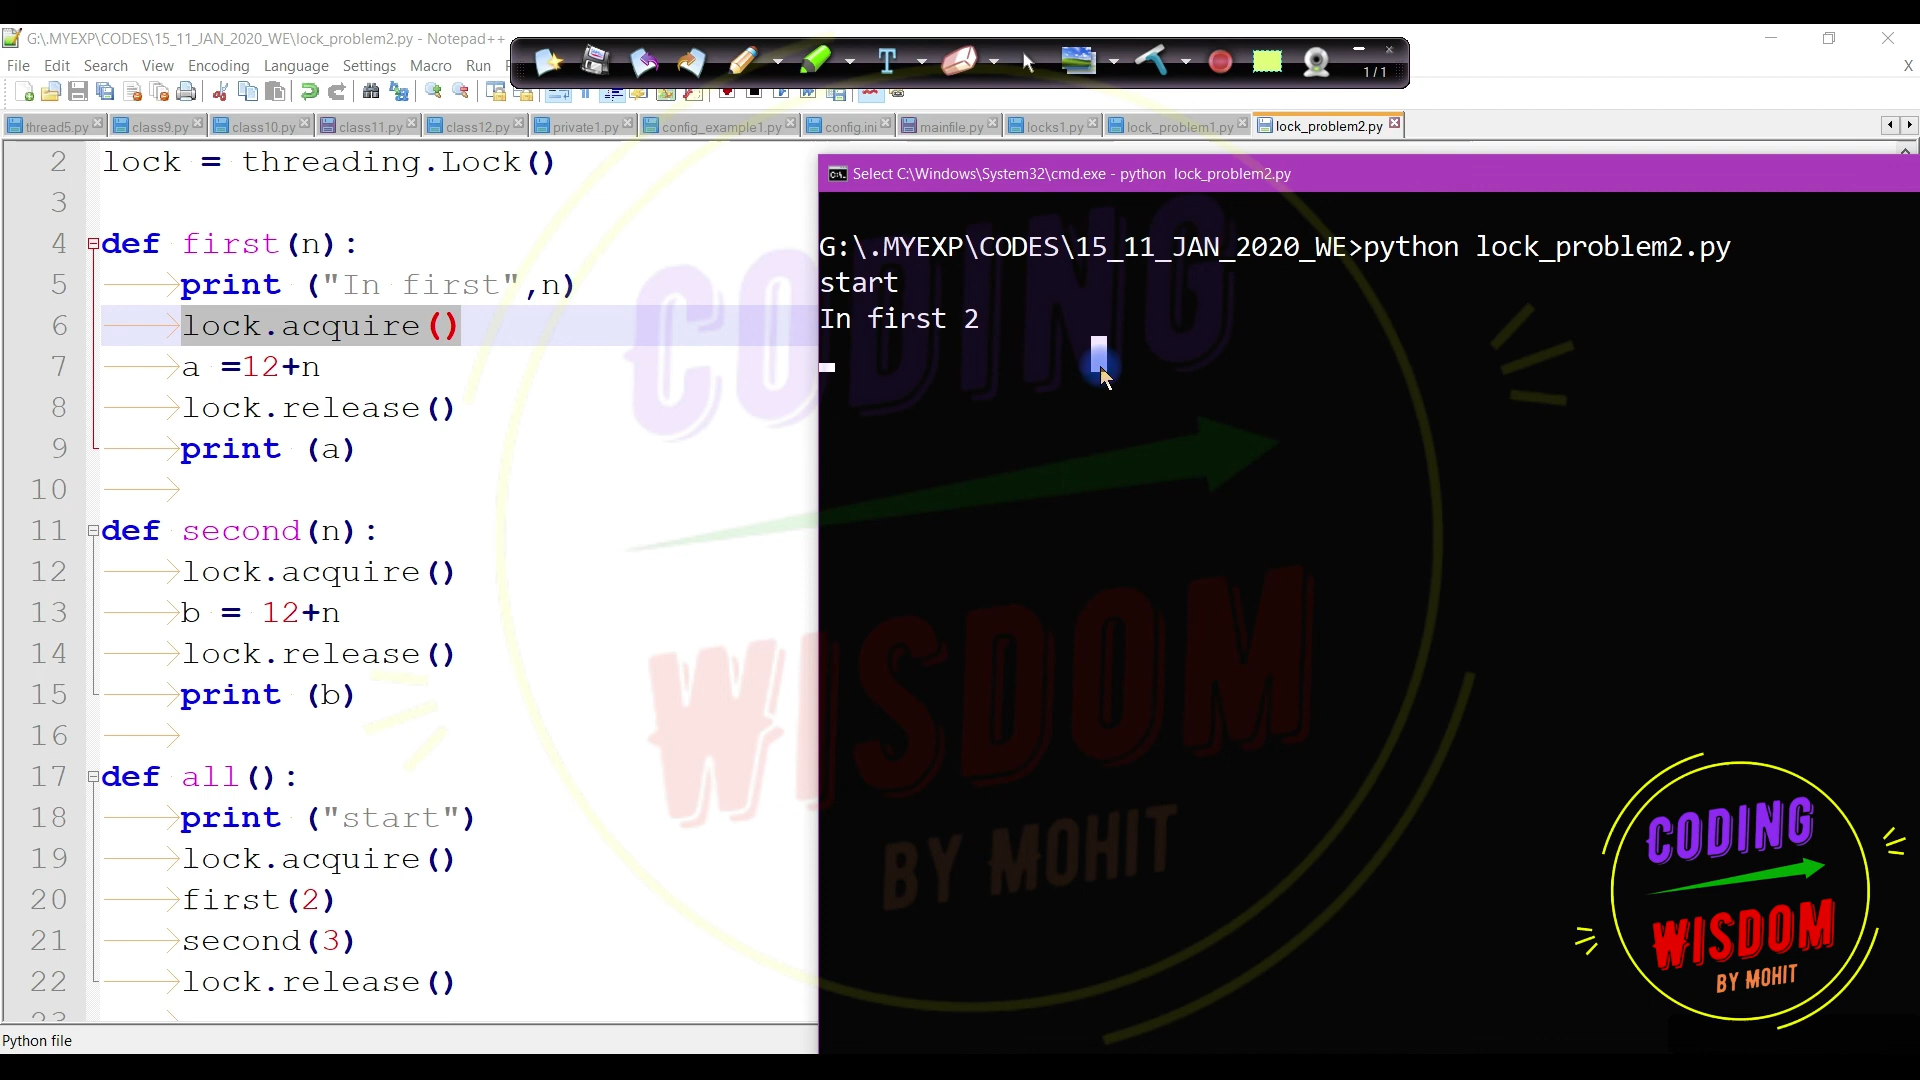 G:\.MYEXP\CODES\15_11_JAN_2020_WE\lock_problem2.py - Notepad++
File Edit Search View Encoding Language Settings Macro Run
1/1
X
thread5.py class9.py class10.py class11.py class12.py private1.py config_example1.py config.ini mainfile.py locks1.py lock_problem1.py lock_problem2.py
2 lock = threading.Lock()
3
4 def first(n):
5 print ("In first",n)
6 lock.acquire()
7 a =12+n
8 lock.release()
9 print (a)
10
11 def second(n):
12 lock.acquire()
13 b = 12+n
14 lock.release()
15 print (b)
16
17 def all():
18 print ("start")
19 lock.acquire()
20 first(2)
21 second(3)
22 lock.release()
Python file
Select C:\Windows\System32\cmd.exe - python  lock_problem2.py
G:\.MYEXP\CODES\15_11_JAN_2020_WE>python lock_problem2.py
start
In first 2
CODING
WISDOM
BY MOHIT
CODING
WISDOM
BY MOHIT